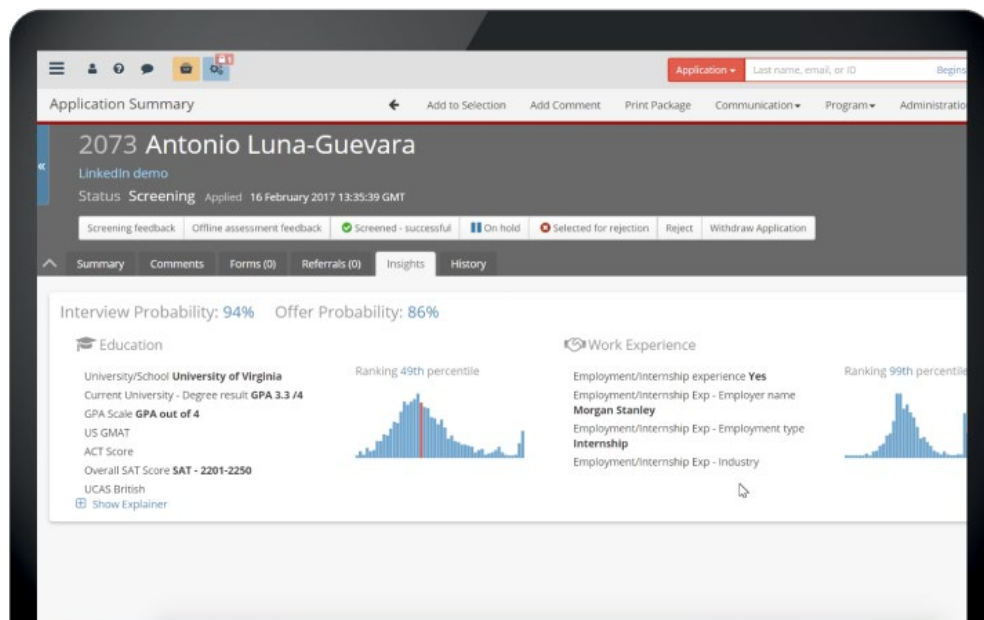 1
Application
Last name, email, or ID
Begins
Application Summary
Add to Selection
Add Comment
Print Package
Communication
Program
Administratio
2073 Antonio Luna-Guevara
LinkedIn demo
Status Screening Applied 16 February 2017 13:35:39 GMT
Screening feedback
Offline assessment feedback
Screened - successful
On hold
Selected for rejection
Reject
Withdraw Application
Summary
Comments
Forms (0)
Referrals (0)
Insights
History
Interview Probability: 94% Offer Probability: 86%
Education
University/School University of Virginia
Current University - Degree result GPA 3.3 /4
GPA Scale GPA out of 4
US GMAT
ACT Score
Overall SAT Score SAT - 2201-2250
UCAS British
Show Explainer
Ranking 49th percentile
Work Experience
Employment/Internship experience Yes
Employment/Internship Exp - Employer name
Morgan Stanley
Employment/Internship Exp - Employment type
Internship
Employment/Internship Exp - Industry
Ranking 99th percentile